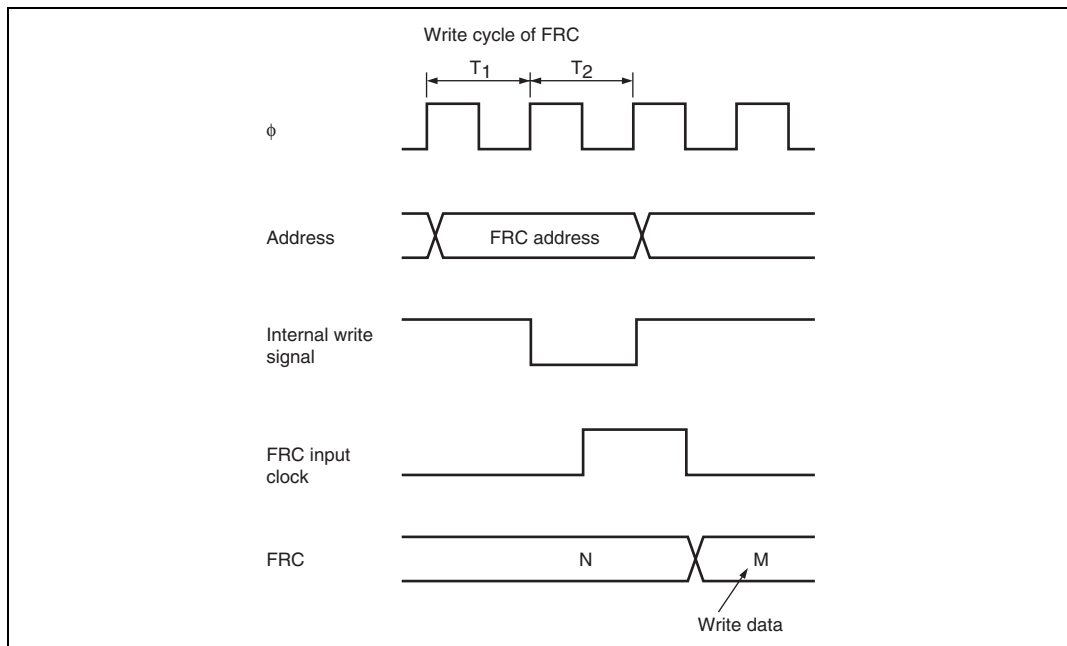 Write cycle of FRC
T1 T2
ϕ
Address
FRC address
Internal write
signal
FRC input
clock
FRC
N
M
Write data